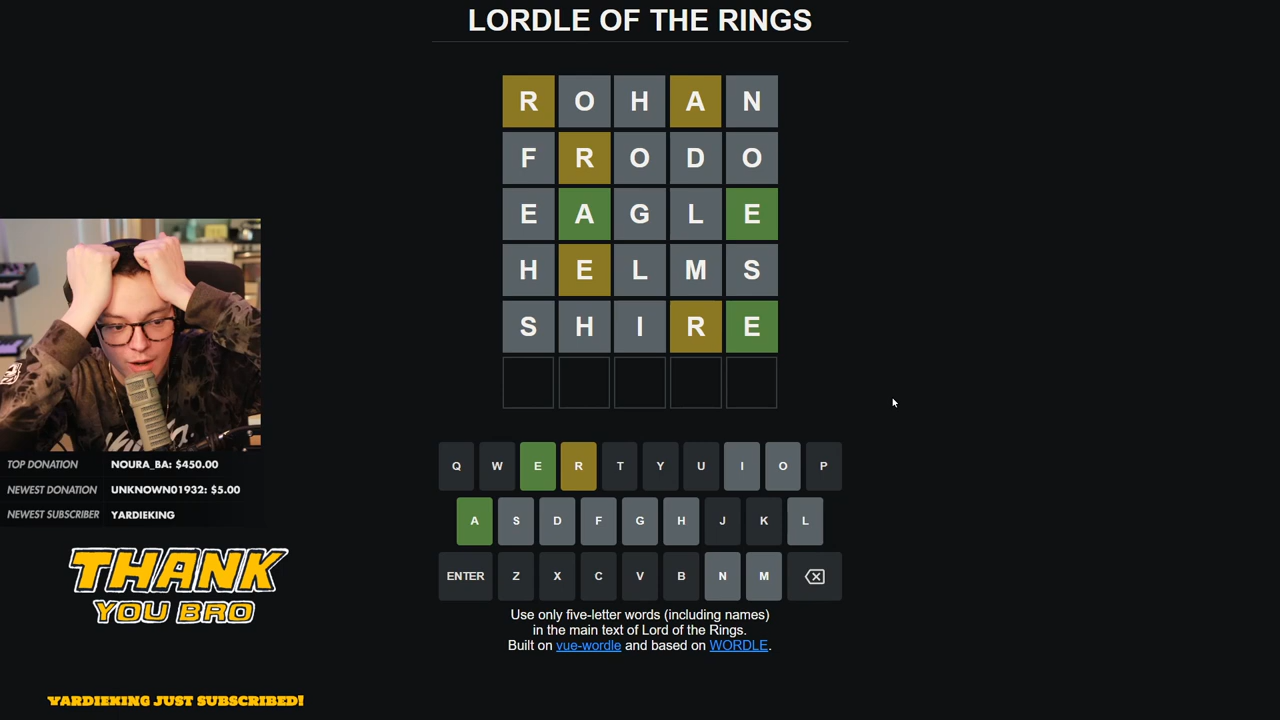 LORDLE OF THE RINGS
R O H A N
F R O D O
E A G L E
H E L M S
S H I R E
Q W E R T Y U I O P
A S D F G H J K L
ENTER Z X C V B N M
Use only five-letter words (including names)
in the main text of Lord of the Rings.
Built on vue-wordle and based on WORDLE.
TOP DONATION NOURA_BA: $450.00
NEWEST DONATION UNKNOWN01932: $5.00
NEWEST SUBSCRIBER YARDIEKING
THANK
YOU BRO
YARDIEKING JUST SUBSCRIBED!